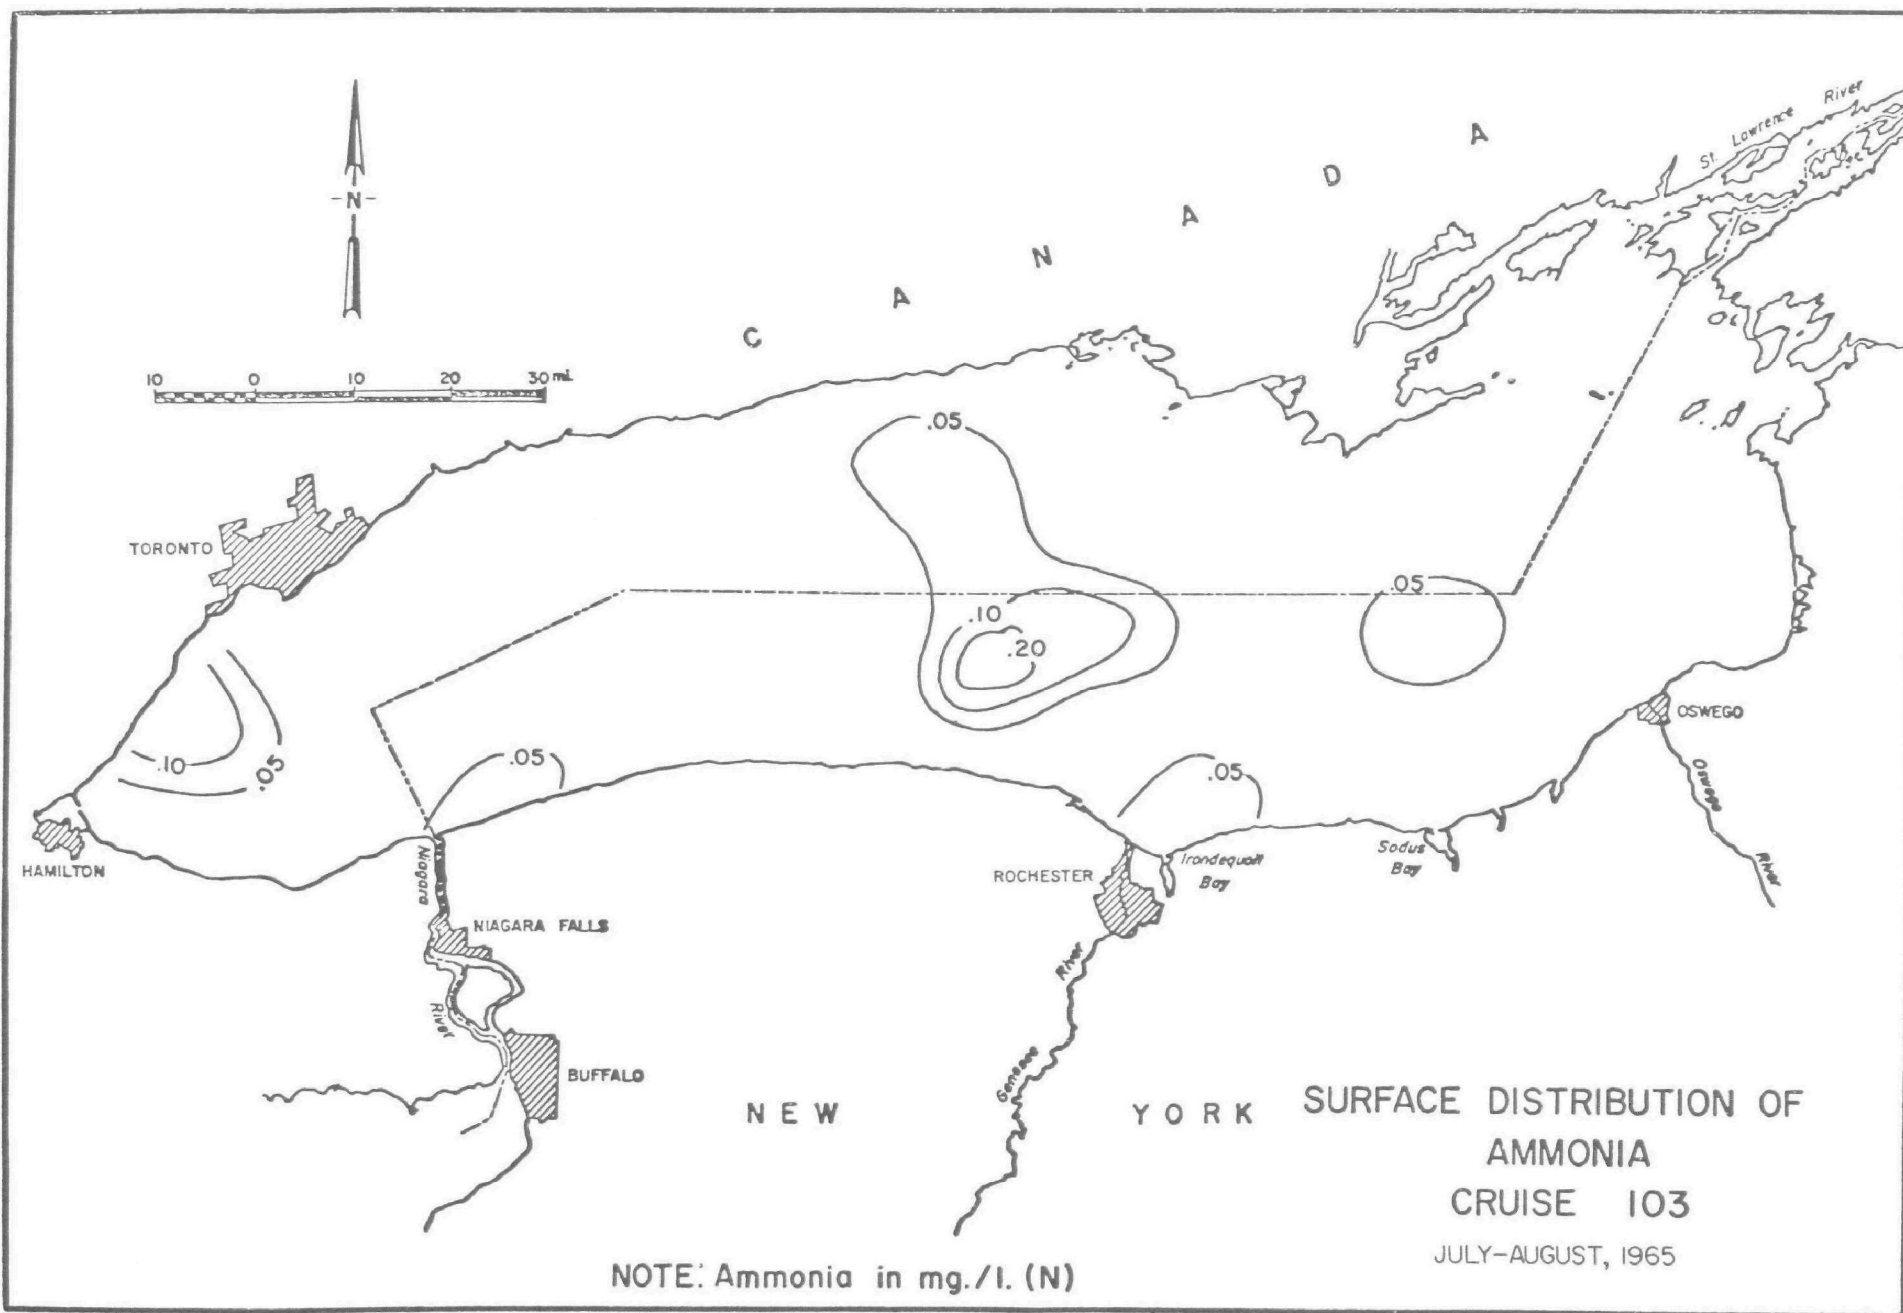 St. Lawrence River
C A N A D A
-N-
10 0 10 20 30 mi.
.05
TORONTO
.05
.10
.20
.10
.05
.05
.05
OSWEGO
Oswego River
HAMILTON
Niagara River
ROCHESTER
Irondequoit Bay
Sodus Bay
NIAGARA FALLS
Genesee River
BUFFALO
NEW YORK
SURFACE DISTRIBUTION OF
AMMONIA
CRUISE 103
JULY-AUGUST, 1965
NOTE: Ammonia in mg./l. (N)